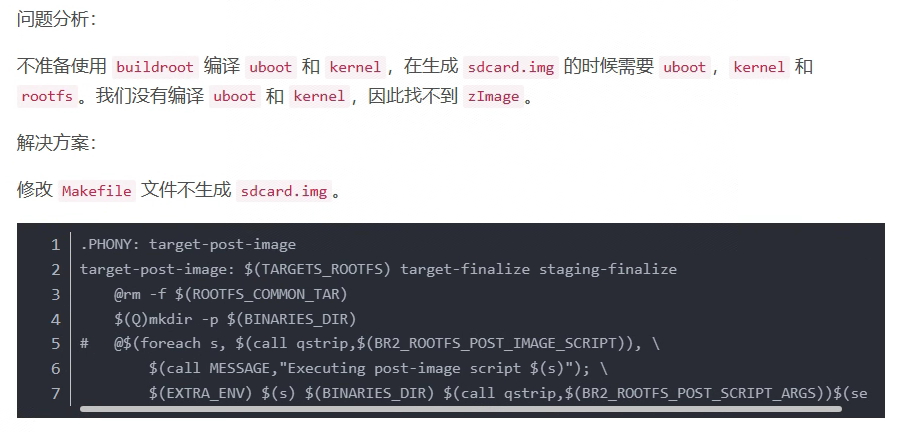 问题分析：
不准备使用 buildroot 编译 uboot 和 kernel，在生成 sdcard.img 的时候需要 uboot，kernel 和
rootfs。我们没有编译 uboot 和 kernel，因此找不到 zImage。
解决方案：
修改 Makefile 文件不生成 sdcard.img。
1 .PHONY: target-post-image
2 target-post-image: $(TARGETS_ROOTFS) target-finalize staging-finalize
3     @rm -f $(ROOTFS_COMMON_TAR)
4     $(Q)mkdir -p $(BINARIES_DIR)
5 #   @$(foreach s, $(call qstrip,$(BR2_ROOTFS_POST_IMAGE_SCRIPT)), \
6         $(call MESSAGE,"Executing post-image script $(s)"); \
7         $(EXTRA_ENV) $(s) $(BINARIES_DIR) $(call qstrip,$(BR2_ROOTFS_POST_SCRIPT_ARGS))$(se